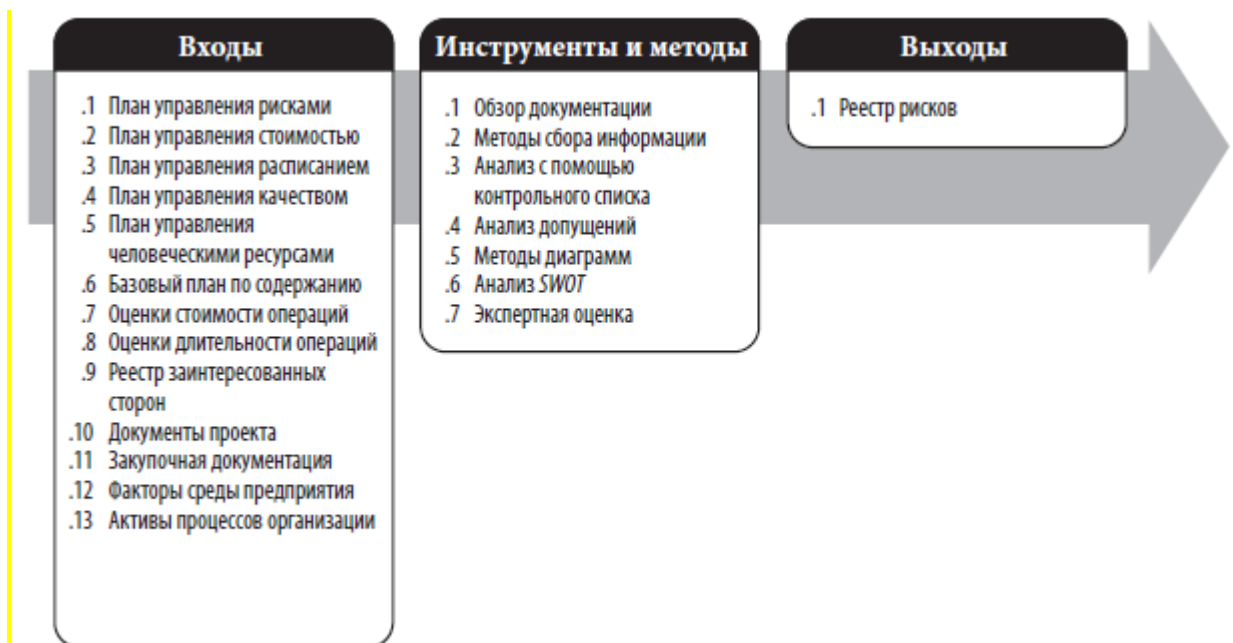 Входы
.1 План управления рисками
.2 План управления стоимостью
.3 План управления расписанием
.4 План управления качеством
.5 План управления
человеческими ресурсами
.6 Базовый план по содержанию
.7 Оценки стоимости операций
.8 Оценки длительности операций
.9 Реестр заинтересованных
сторон
.10 Документы проекта
.11 Закупочная документация
.12 Факторы среды предприятия
.13 Активы процессов организации
Инструменты и методы
.1 Обзор документации
.2 Методы сбора информации
.3 Анализ с помощью
контрольного списка
.4 Анализ допущений
.5 Методы диаграмм
.6 Анализ SWOT
.7 Экспертная оценка
Выходы
.1 Реестр рисков